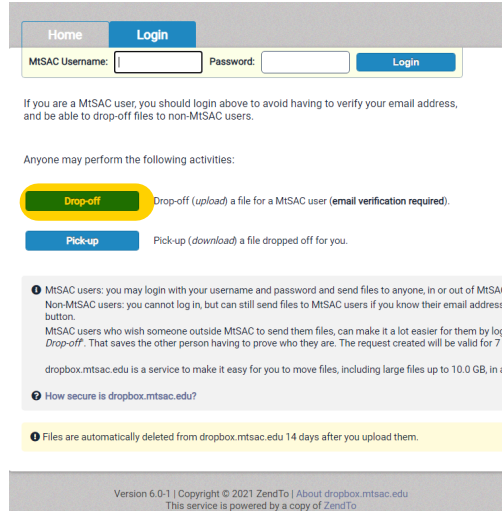 Home Login
MtSAC Username: Password: Login
If you are a MtSAC user, you should login above to avoid having to verify your email address,
and be able to drop-off files to non-MtSAC users.
Anyone may perform the following activities:
Drop-off Drop-off (upload) a file for a MtSAC user (email verification required).
Pick-up Pick-up (download) a file dropped off for you.
MtSAC users: you may login with your username and password and send files to anyone, in or out of MtSAC
Non-MtSAC users: you cannot log in, but can still send files to MtSAC users if you know their email address
button.
MtSAC users who wish someone outside MtSAC to send them files, can make it a lot easier for them by log
Drop-off". That saves the other person having to prove who they are. The request created will be valid for 7
dropbox.mtsac.edu is a service to make it easy for you to move files, including large files up to 10.0 GB, in a
How secure is dropbox.mtsac.edu?
Files are automatically deleted from dropbox.mtsac.edu 14 days after you upload them.
Version 6.0-1 | Copyright © 2021 ZendTo | About dropbox.mtsac.edu
This service is powered by a copy of ZendTo